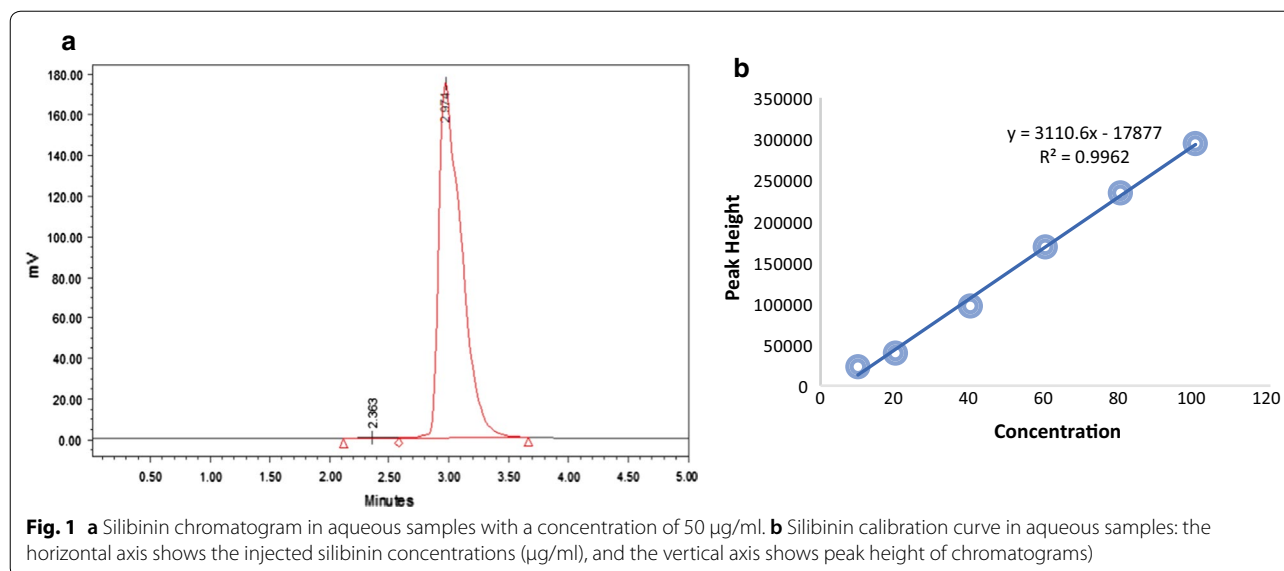 a
180.00
160.00
140.00
120.00
100.00
80.00
60.00
40.00
20.00
0.00
mV
2.363
2.974
0.50 1.00 1.50 2.00 2.50 3.00 3.50 4.00 4.50 5.00
Minutes
b
350000
300000
250000
200000
150000
100000
50000
0
Peak Height
y = 3110.6x - 17877
R² = 0.9962
0 20 40 60 80 100 120
Concentration
Fig. 1 a Silibinin chromatogram in aqueous samples with a concentration of 50 μg/ml. b Silibinin calibration curve in aqueous samples: the
horizontal axis shows the injected silibinin concentrations (μg/ml), and the vertical axis shows peak height of chromatograms)